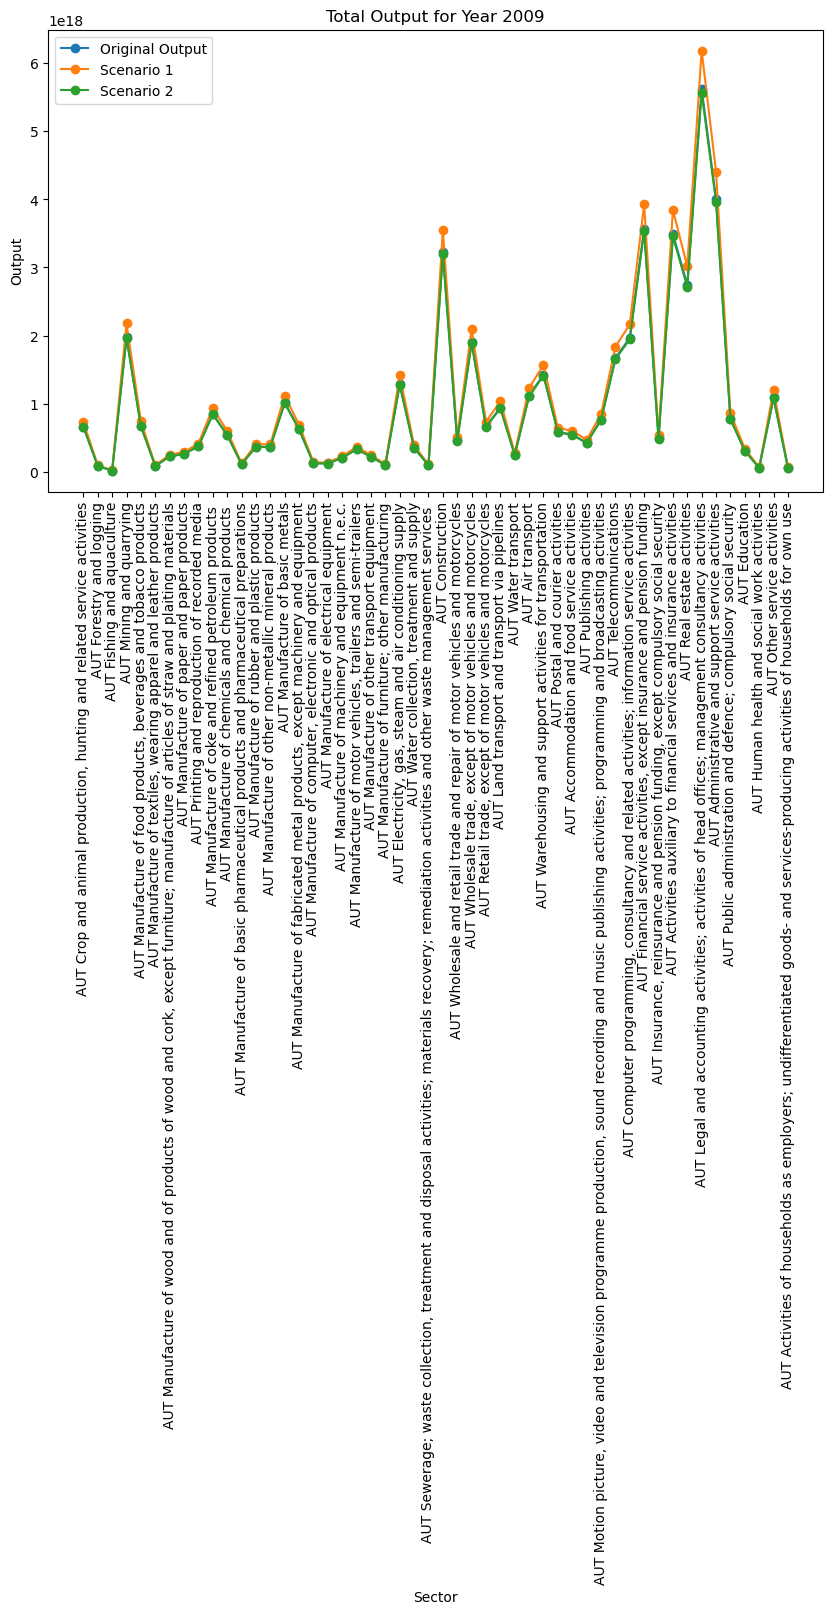 Total Output for Year 2009
1e18
Original Output
Scenario 1
Scenario 2
6
5
4
3
2
1
0
Output
AUT Crop and animal production, hunting and related service activities
AUT Forestry and logging
AUT Fishing and aquaculture
AUT Mining and quarrying
AUT Manufacture of food products, beverages and tobacco products
AUT Manufacture of textiles, wearing apparel and leather products
AUT Manufacture of wood and of products of wood and cork, except furniture; manufacture of articles of straw and plaiting materials
AUT Manufacture of paper and paper products
AUT Printing and reproduction of recorded media
AUT Manufacture of coke and refined petroleum products
AUT Manufacture of chemicals and chemical products
AUT Manufacture of basic pharmaceutical products and pharmaceutical preparations
AUT Manufacture of rubber and plastic products
AUT Manufacture of other non-metallic mineral products
AUT Manufacture of basic metals
AUT Manufacture of fabricated metal products, except machinery and equipment
AUT Manufacture of computer, electronic and optical products
AUT Manufacture of electrical equipment
AUT Manufacture of machinery and equipment n.e.c.
AUT Manufacture of motor vehicles, trailers and semi-trailers
AUT Manufacture of other transport equipment
AUT Manufacture of furniture; other manufacturing
AUT Electricity, gas, steam and air conditioning supply
AUT Water collection, treatment and supply
AUT Sewerage; waste collection, treatment and disposal activities; materials recovery; remediation activities and other waste management services
AUT Construction
AUT Wholesale and retail trade and repair of motor vehicles and motorcycles
AUT Wholesale trade, except of motor vehicles and motorcycles
AUT Retail trade, except of motor vehicles and motorcycles
AUT Land transport and transport via pipelines
AUT Water transport
AUT Air transport
AUT Warehousing and support activities for transportation
AUT Postal and courier activities
AUT Accommodation and food service activities
AUT Publishing activities
AUT Motion picture, video and television programme production, sound recording and music publishing activities; programming and broadcasting activities
AUT Telecommunications
AUT Computer programming, consultancy and related activities; information service activities
AUT Financial service activities, except insurance and pension funding
AUT Insurance, reinsurance and pension funding, except compulsory social security
AUT Activities auxiliary to financial services and insurance activities
AUT Real estate activities
AUT Legal and accounting activities; activities of head offices; management consultancy activities
AUT Administrative and support service activities
AUT Public administration and defence; compulsory social security
AUT Education
AUT Human health and social work activities
AUT Other service activities
AUT Activities of households as employers; undifferentiated goods- and services-producing activities of households for own use
Sector